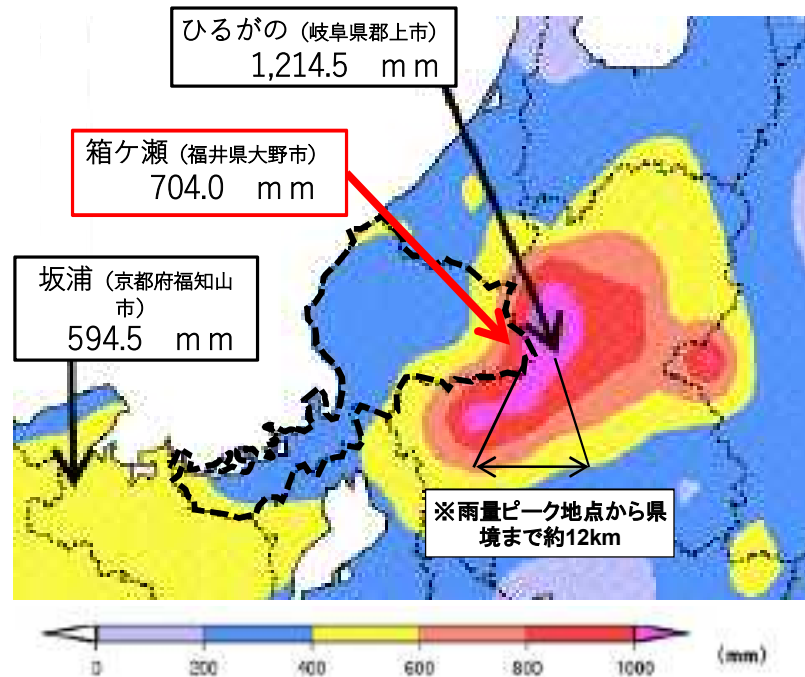 ひるがの（岐阜県郡上市）
1,214.5　ｍｍ
箱ケ瀬（福井県大野市）
704.0　ｍｍ
坂浦（京都府福知山
市）
594.5　ｍｍ
※雨量ピーク地点から県
境まで約12km
0 200 400 600 800 1000 (mm)